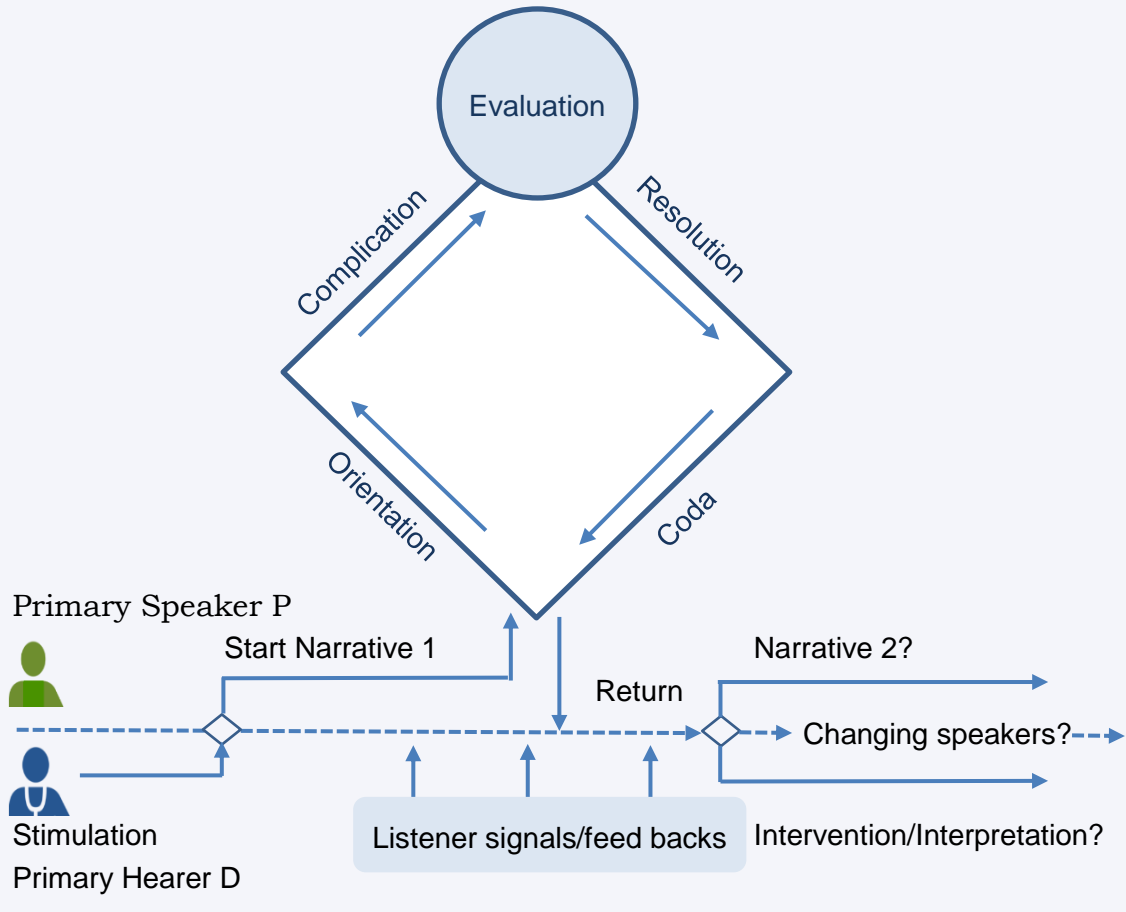 Evaluation
Complication
Resolution
Orientation
Coda
Primary Speaker P
Start Narrative 1
Narrative 2?
Return
Changing speakers?
Stimulation
Listener signals/feed backs
Intervention/Interpretation?
Primary Hearer D